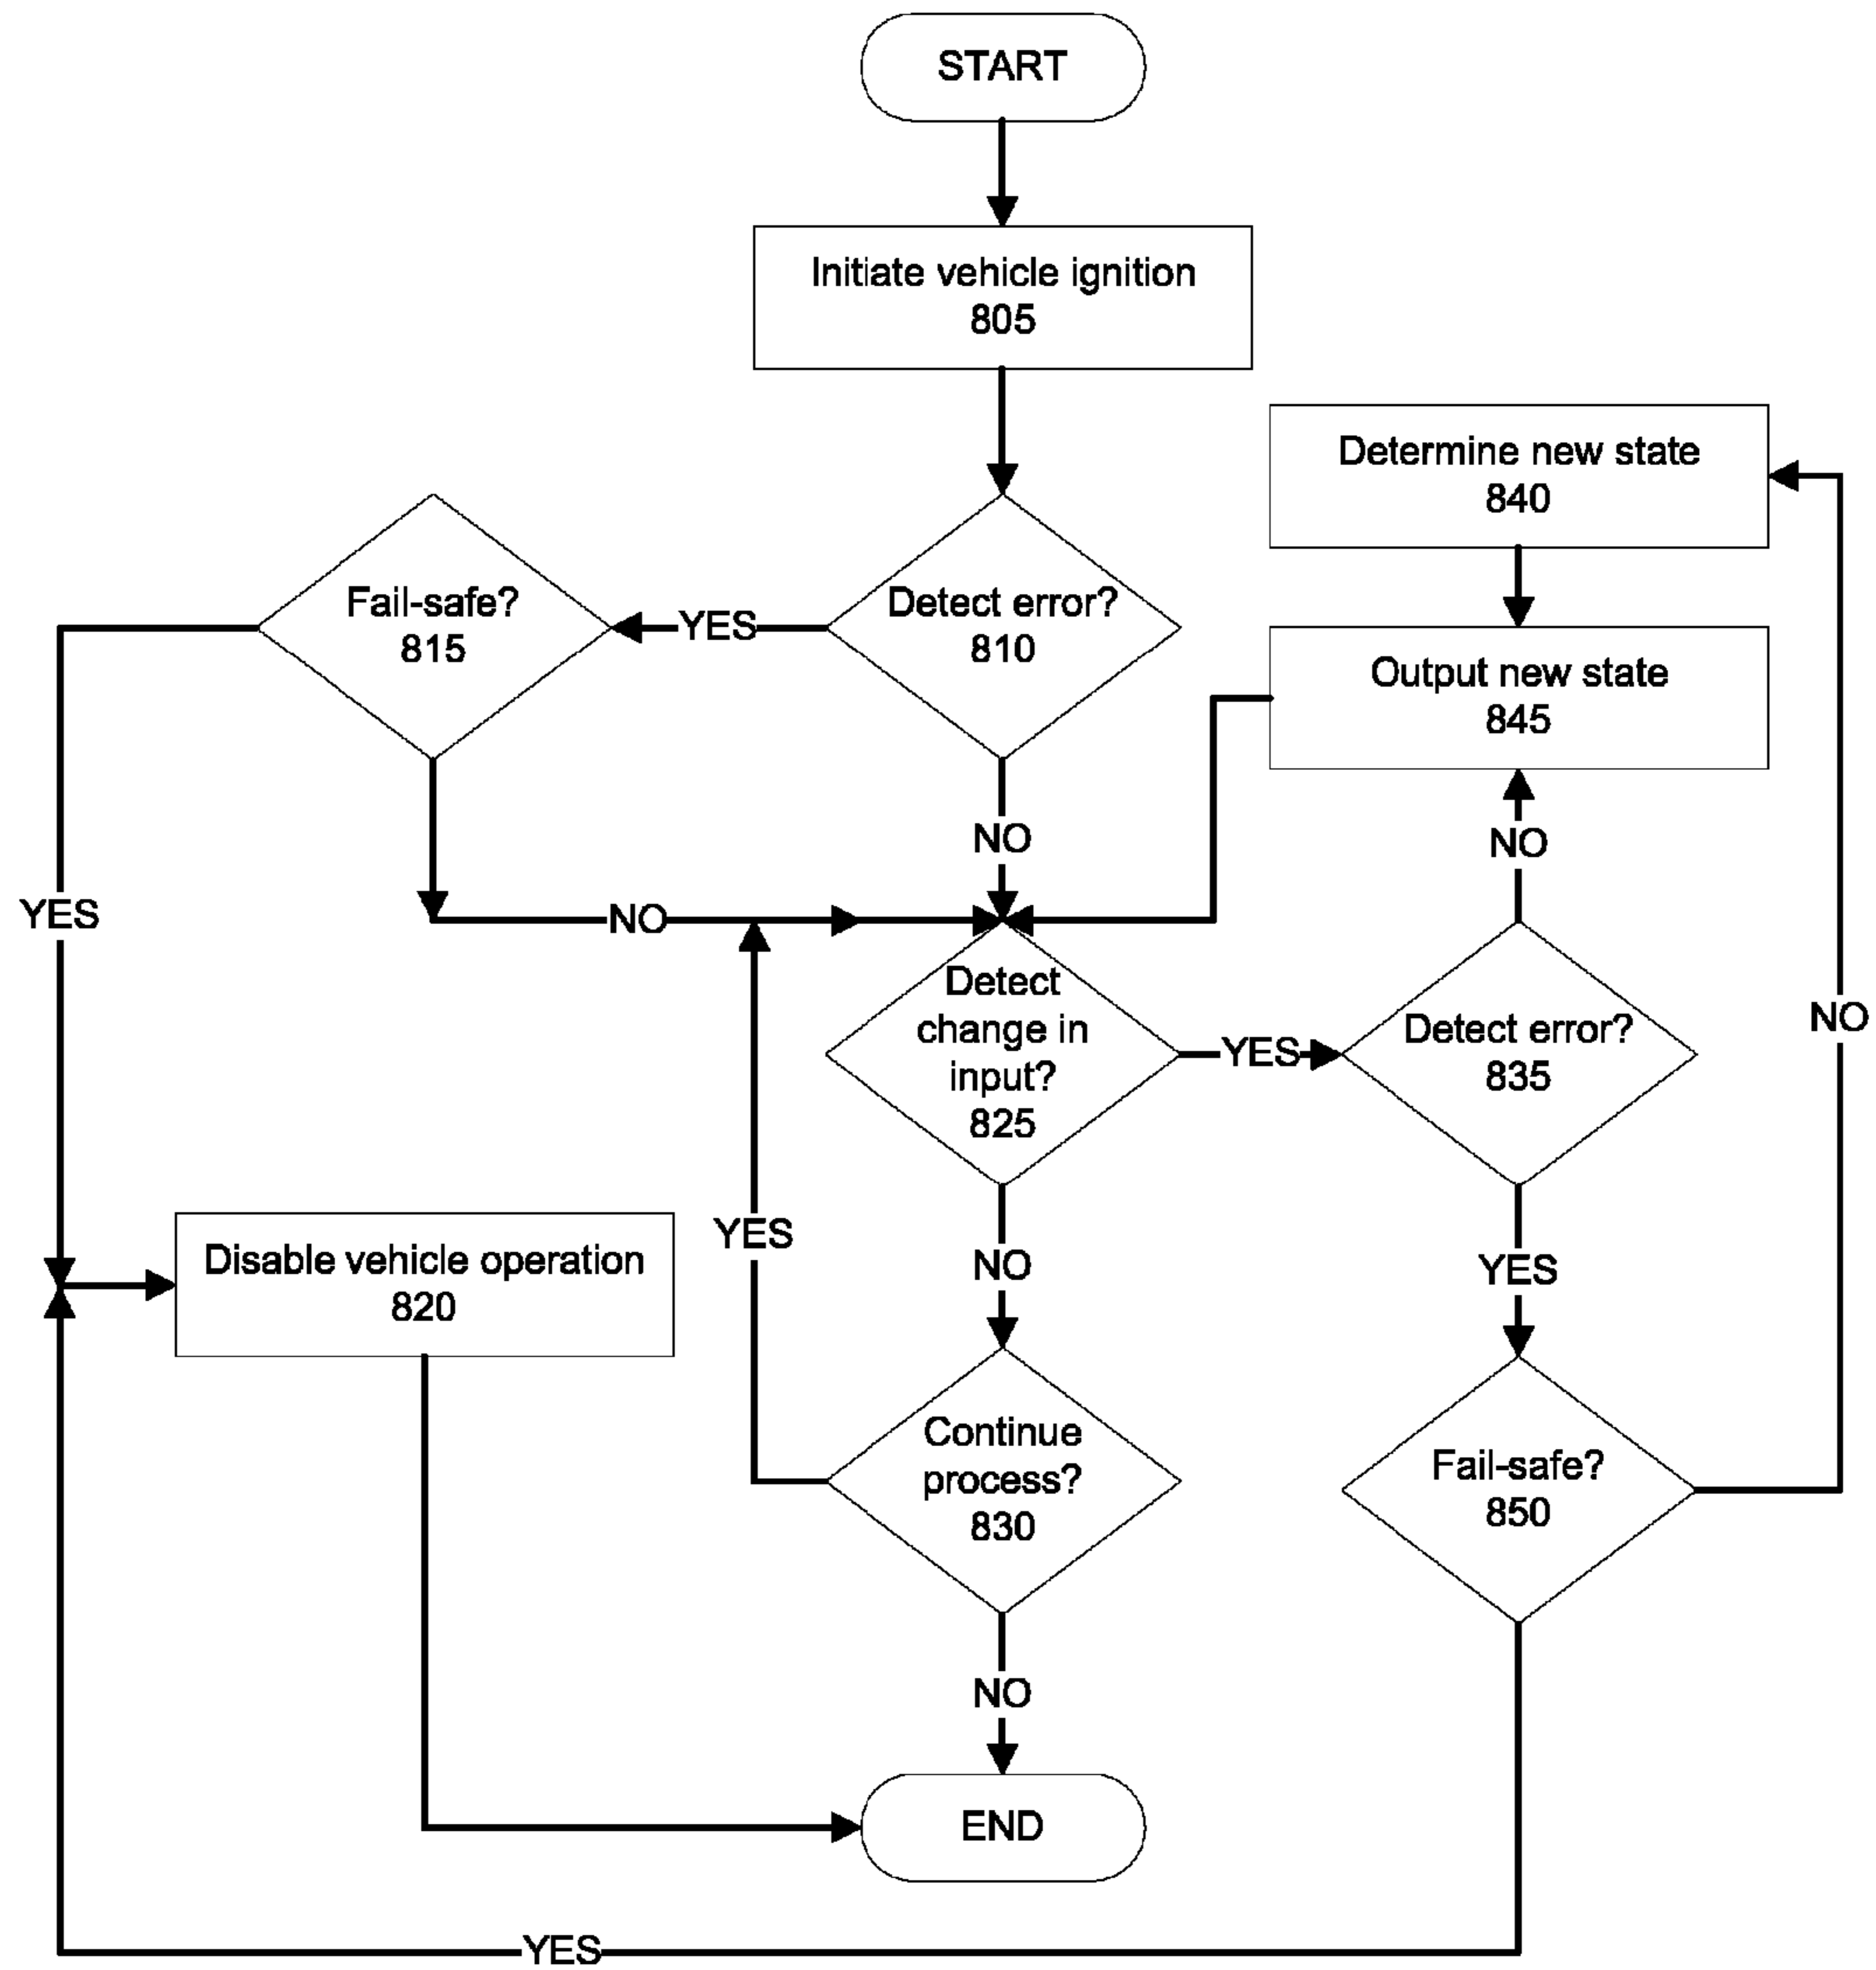 START
Initiate vehicle ignition
805
Determine new state
840
Fail-safe?
815
YES
Detect error?
810
Output new state
845
NO
NO
YES
NO
Detect
change in
input?
825
YES
Detect error?
835
NO
Disable vehicle operation
820
YES
NO
YES
Continue
process?
830
Fail-safe?
850
NO
END
YES